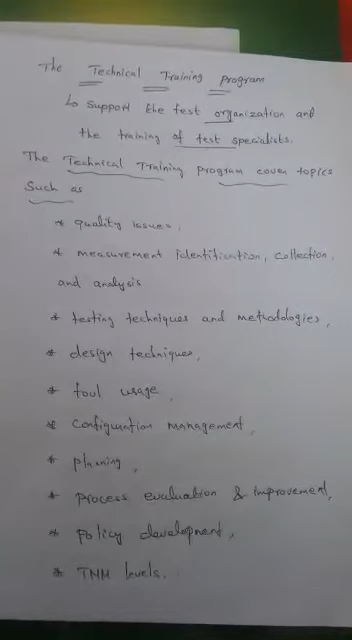 The Technical Training program
↳ support the test organization and
the training of test specialists.
The Technical Training program cover topics
such as
* quality issues,
* measurement identification, collection,
and analysis
* testing techniques and methodologies,
* design techniques,
* tool usage,
* configuration management,
* planning,
* process evaluation & improvement,
* policy development,
* TMM levels.